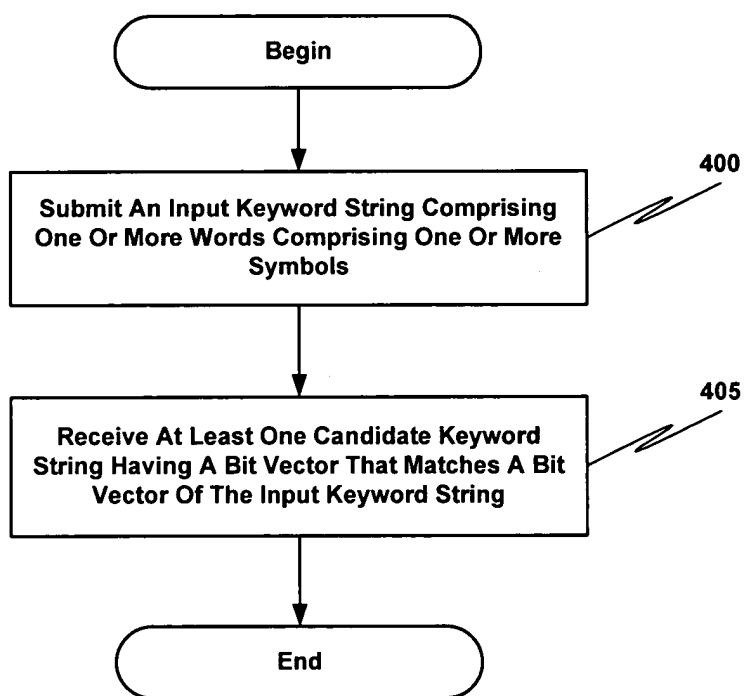 Begin
400
Submit An Input Keyword String Comprising
One Or More Words Comprising One Or More
Symbols
405
Receive At Least One Candidate Keyword
String Having A Bit Vector That Matches A Bit
Vector Of The Input Keyword String
End